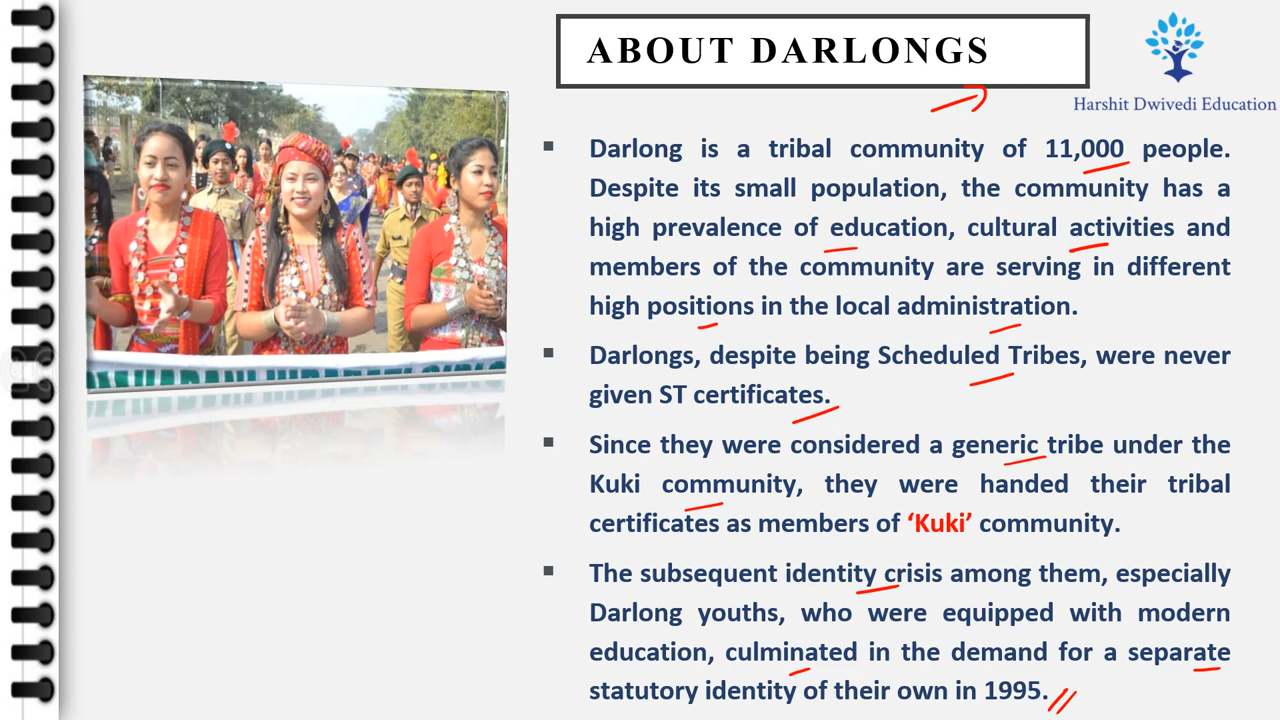 ABOUT DARLONGS
Harshit Dwivedi Education
▪ Darlong is a tribal community of 11,000 people.
Despite its small population, the community has a
high prevalence of education, cultural activities and
members of the community are serving in different
high positions in the local administration.
▪ Darlongs, despite being Scheduled Tribes, were never
given ST certificates.
▪ Since they were considered a generic tribe under the
Kuki community, they were handed their tribal
certificates as members of ‘Kuki’ community.
▪ The subsequent identity crisis among them, especially
Darlong youths, who were equipped with modern
education, culminated in the demand for a separate
statutory identity of their own in 1995.